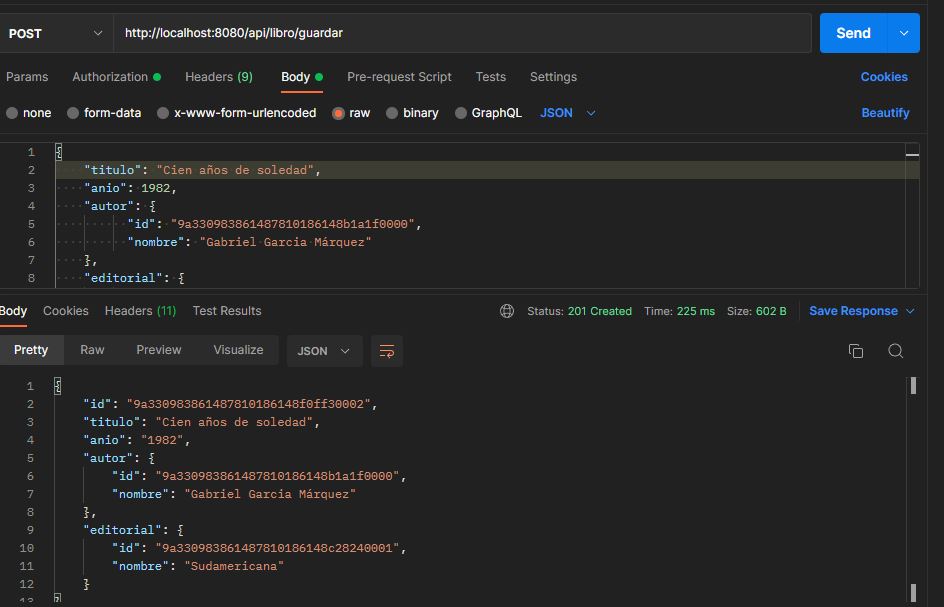 POST http://localhost:8080/api/libro/guardar Send
Params Authorization Headers (9) Body Pre-request Script Tests Settings Cookies
none form-data x-www-form-urlencoded raw binary GraphQL JSON Beautify
1 {
2 "titulo": "Cien años de soledad",
3 "anio": 1982,
4 "autor": {
5 "id": "9a330983861487810186148b1a1f0000",
6 "nombre": "Gabriel Garcia Márquez"
7 },
8 "editorial": {
Body Cookies Headers (11) Test Results Status: 201 Created Time: 225 ms Size: 602 B Save Response
Pretty Raw Preview Visualize JSON
1 {
2 "id": "9a330983861487810186148f0ff30002",
3 "titulo": "Cien años de soledad",
4 "anio": "1982",
5 "autor": {
6 "id": "9a330983861487810186148b1a1f0000",
7 "nombre": "Gabriel Garcia Márquez"
8 },
9 "editorial": {
10 "id": "9a330983861487810186148c28240001",
11 "nombre": "Sudamericana"
12 }
13 }